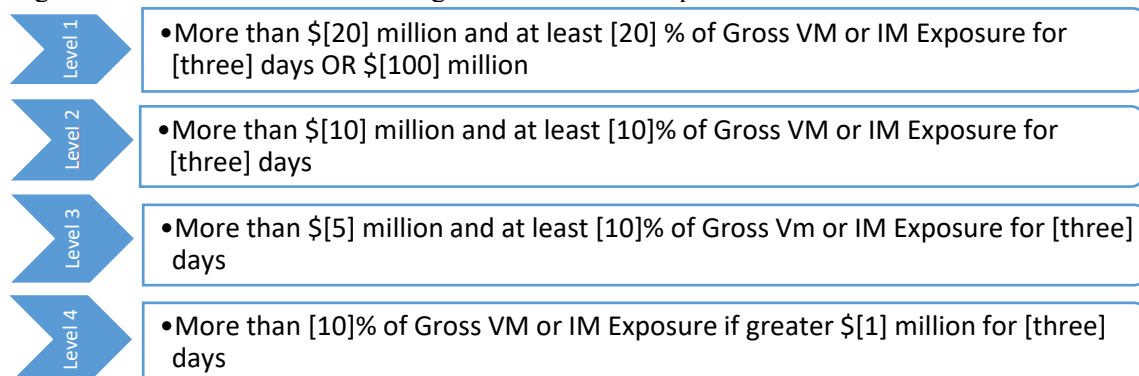 Level 1
•More than $[20] million and at least [20] % of Gross VM or IM Exposure for
[three] days OR $[100] million
Level 2
•More than $[10] million and at least [10]% of Gross VM or IM Exposure for
[three] days
Level 3
•More than $[5] million and at least [10]% of Gross Vm or IM Exposure for [three]
days
Level 4
•More than [10]% of Gross VM or IM Exposure if greater $[1] million for [three]
days